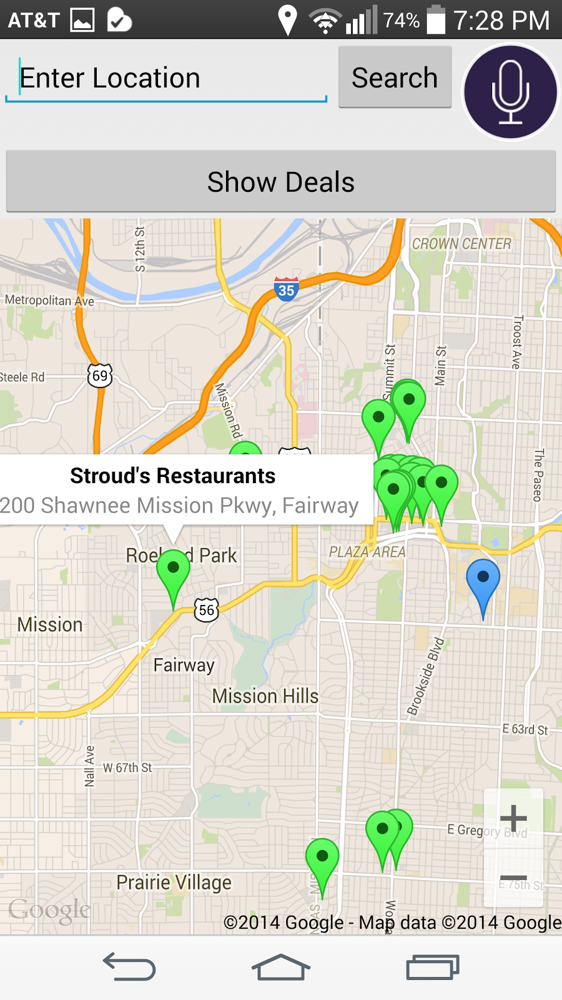 AT&T 74% 7:28 PM
Enter Location
Search
Show Deals
CROWN CENTER
S 12th St
35
Metropolitan Ave
Troost Ave
Summit St
Main St
Steele Rd
69
Mission Rd
The Paseo
Stroud's Restaurants
200 Shawnee Mission Pkwy, Fairway
PLAZA AREA
Park
56
Mission
Fairway
Brookside Blvd
Mission Hills
E 63rd St
Nall Ave
W 67th St
E Gregory Blvd
Prairie Village
E 75th St
Google
©2014 Google - Map data ©2014 Google